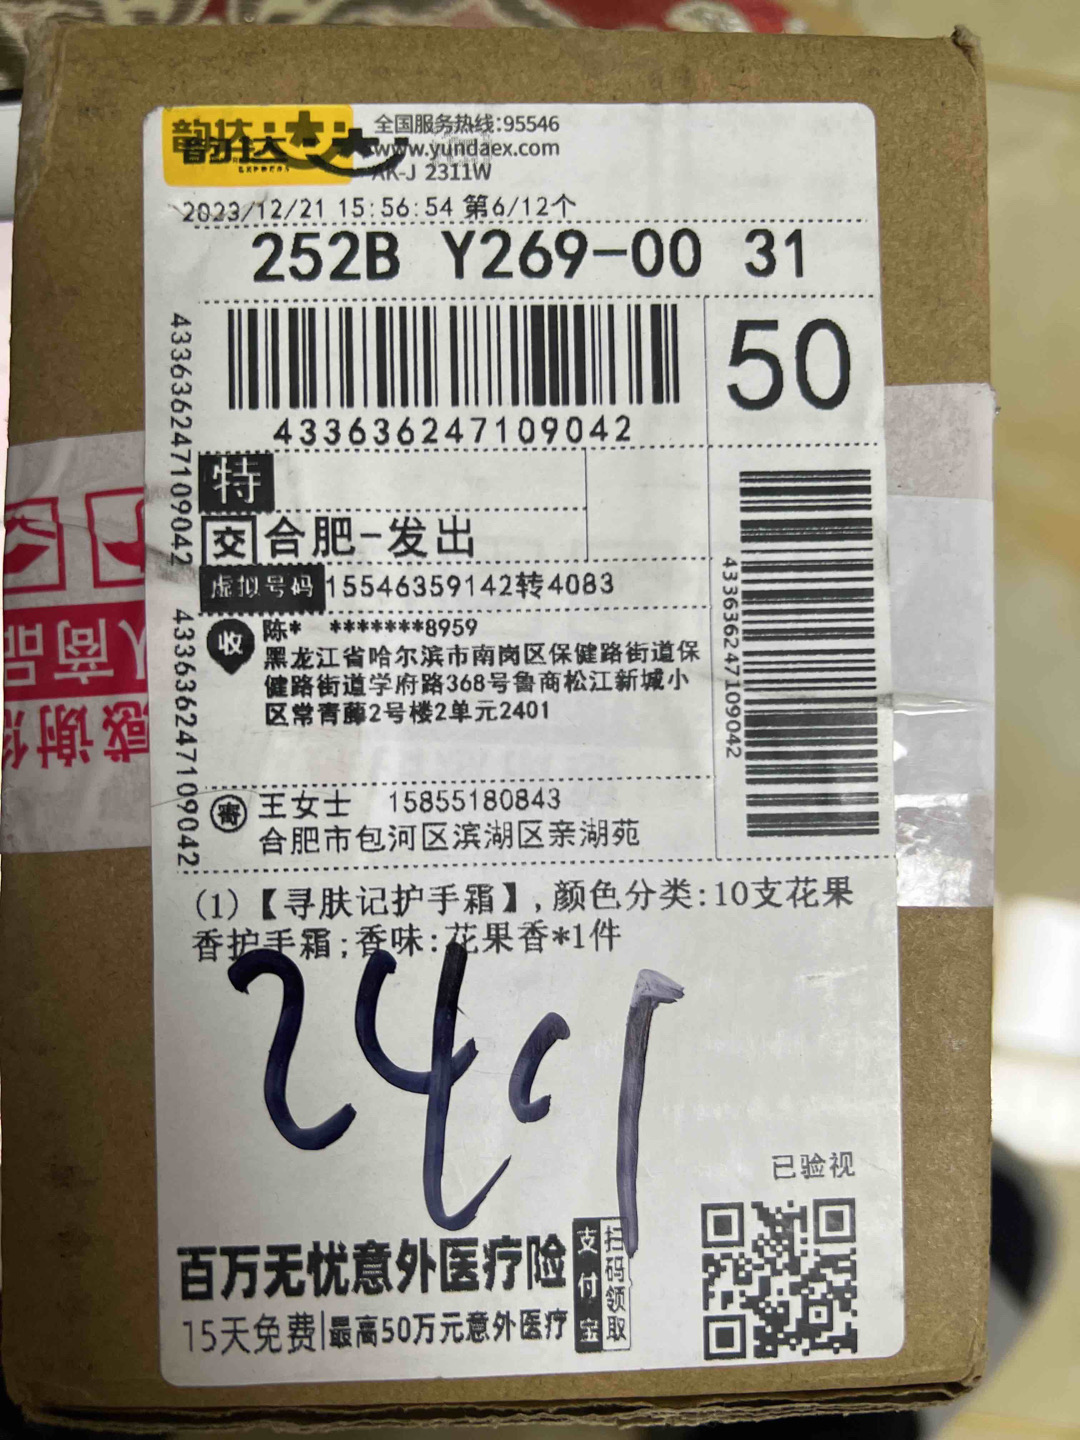 韵达
EXPRESS
全国服务热线:95546
www.yundaex.com
AK-J 2311W
2023/12/21 15:56:54 第6/12个
252B Y269-00 31
433636247109042
50
433636247109042
特
交 合肥-发出
虚拟号码 15546359142转4083
收 陈* *******8959
黑龙江省哈尔滨市南岗区保健路街道保
健路街道学府路368号鲁商松江新城小
区常青藤2号楼2单元2401
433636247109042
433636247109042
寄 王女士 15855180843
合肥市包河区滨湖区亲湖苑
(1)【寻肤记护手霜】,颜色分类:10支花果
香护手霜;香味:花果香*1件
已验视
百万无忧意外医疗险
15天免费|最高50万元意外医疗
支付宝
扫码领取
商品
感谢